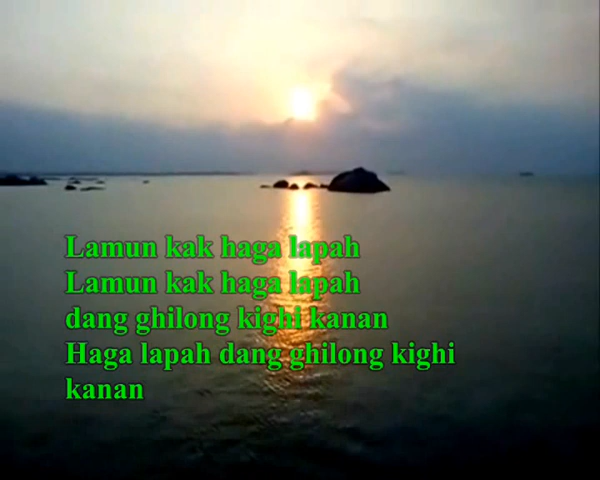 Lamun kak haga lapah
Lamun kak haga lapah
dang ghilong kighi kanan
Haga lapah dang ghilong kighi
kanan